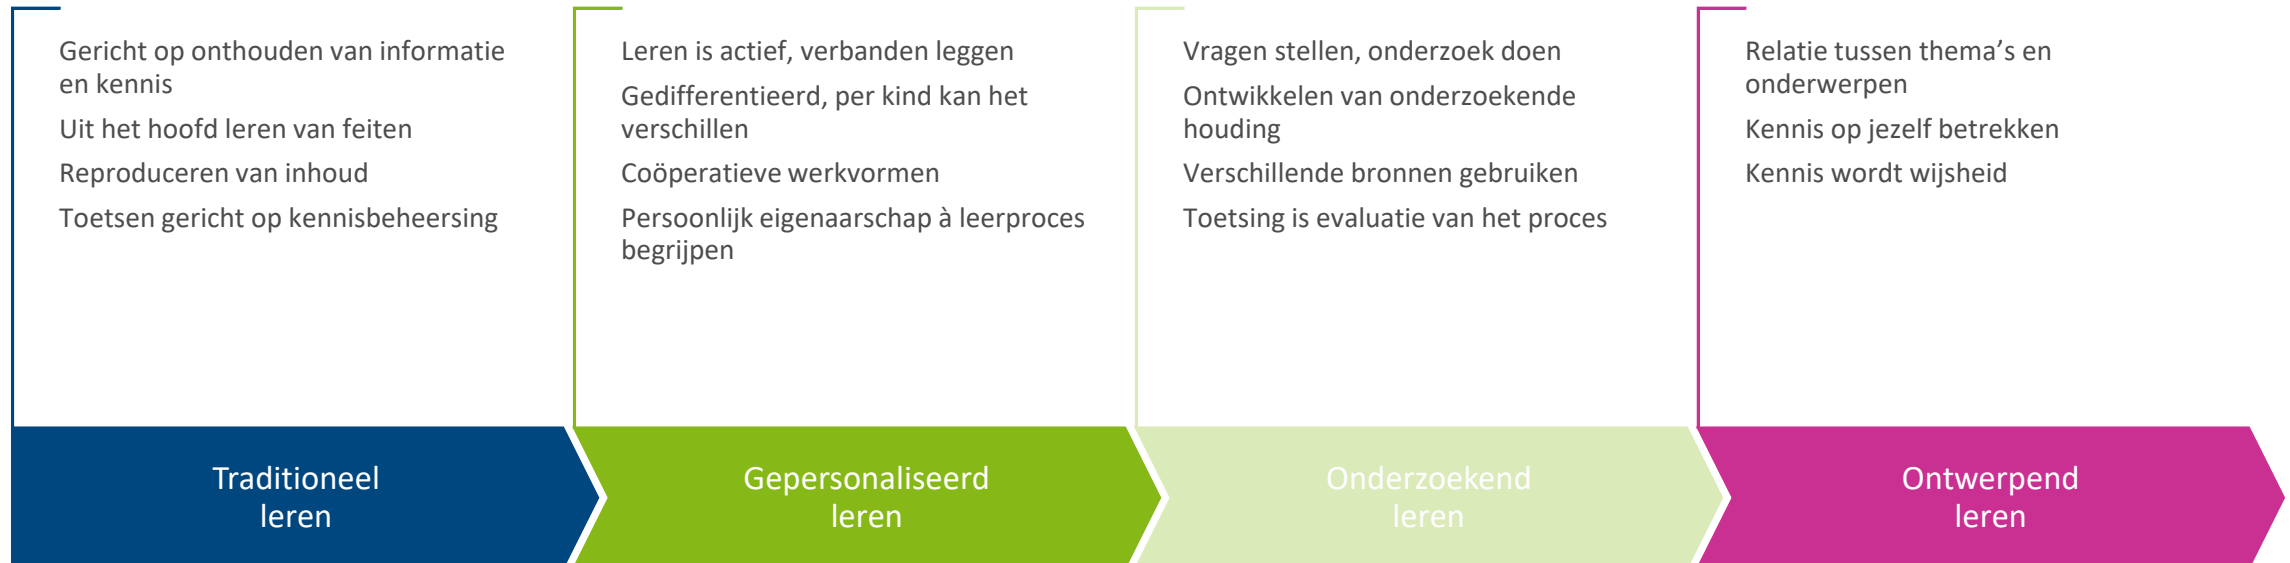 Gericht op onthouden van informatie
en kennis
Uit het hoofd leren van feiten
Reproduceren van inhoud
Toetsen gericht op kennisbeheersing
Traditioneel
leren
Leren is actief, verbanden leggen
Gedifferentieerd, per kind kan het
verschillen
Coöperatieve werkvormen
Persoonlijk eigenaarschap à leerproces
begrijpen
Gepersonaliseerd
leren
Vragen stellen, onderzoek doen
Ontwikkelen van onderzoekende
houding
Verschillende bronnen gebruiken
Toetsing is evaluatie van het proces
Onderzoekend
leren
Relatie tussen thema’s en
onderwerpen
Kennis op jezelf betrekken
Kennis wordt wijsheid
Ontwerpend
leren